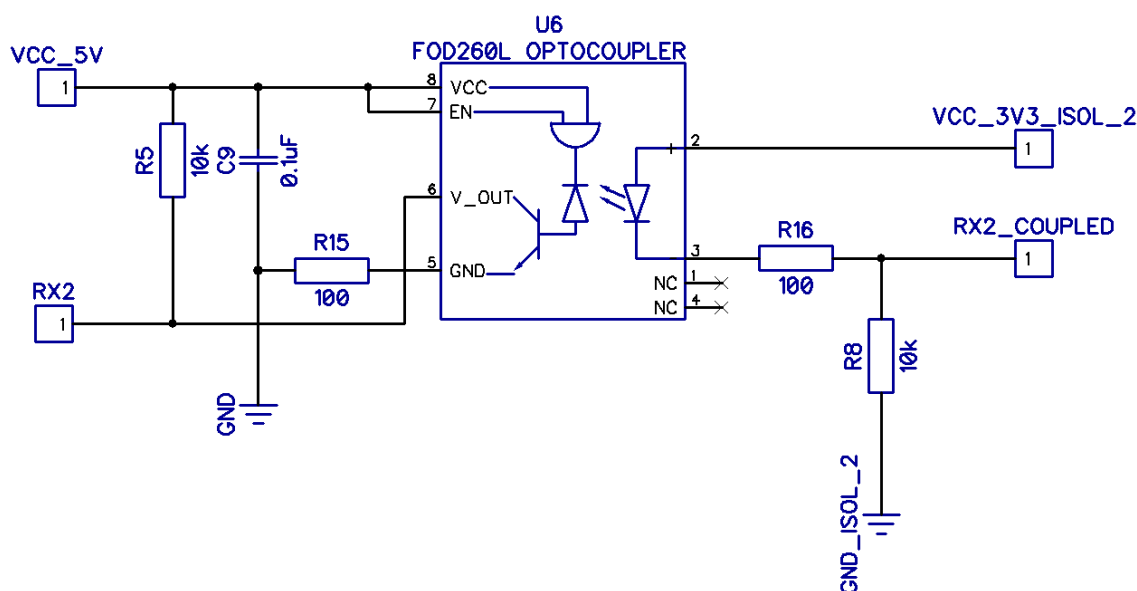 U6
FOD260L OPTOCOUPLER
VCC_5V
1
8
VCC
7
EN
R5
10k
C9
0.1uF
6
V_OUT
R15
100
5
GND
RX2
1
GND
+
2
VCC_3V3_ISOL_2
1
3
R16
100
RX2_COUPLED
1
NC
1
NC
4
R8
10k
GND_ISOL_2